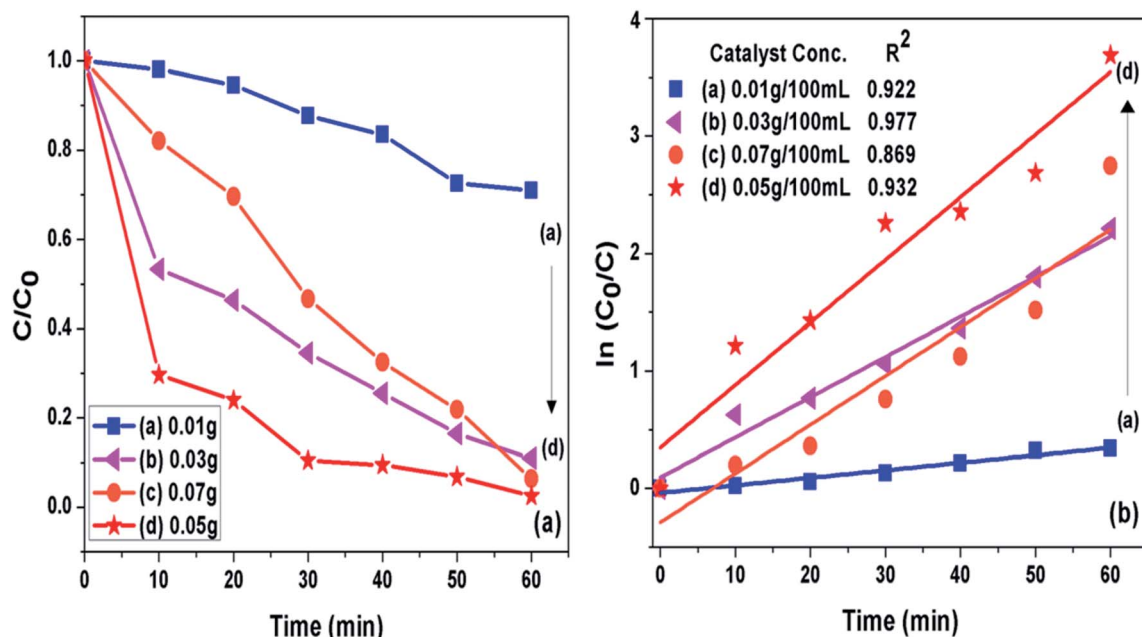 C/C0
1.0
0.8
0.6
0.4
0.2
0.0
(a)
(d)
(a) 0.01g
(b) 0.03g
(c) 0.07g
(d) 0.05g
(a)
0 10 20 30 40 50 60
Time (min)
ln (C0/C)
4
3
2
1
0
Catalyst Conc. R2
(a) 0.01g/100mL 0.922
(b) 0.03g/100mL 0.977
(c) 0.07g/100mL 0.869
(d) 0.05g/100mL 0.932
(d)
(a)
(b)
0 10 20 30 40 50 60
Time (min)